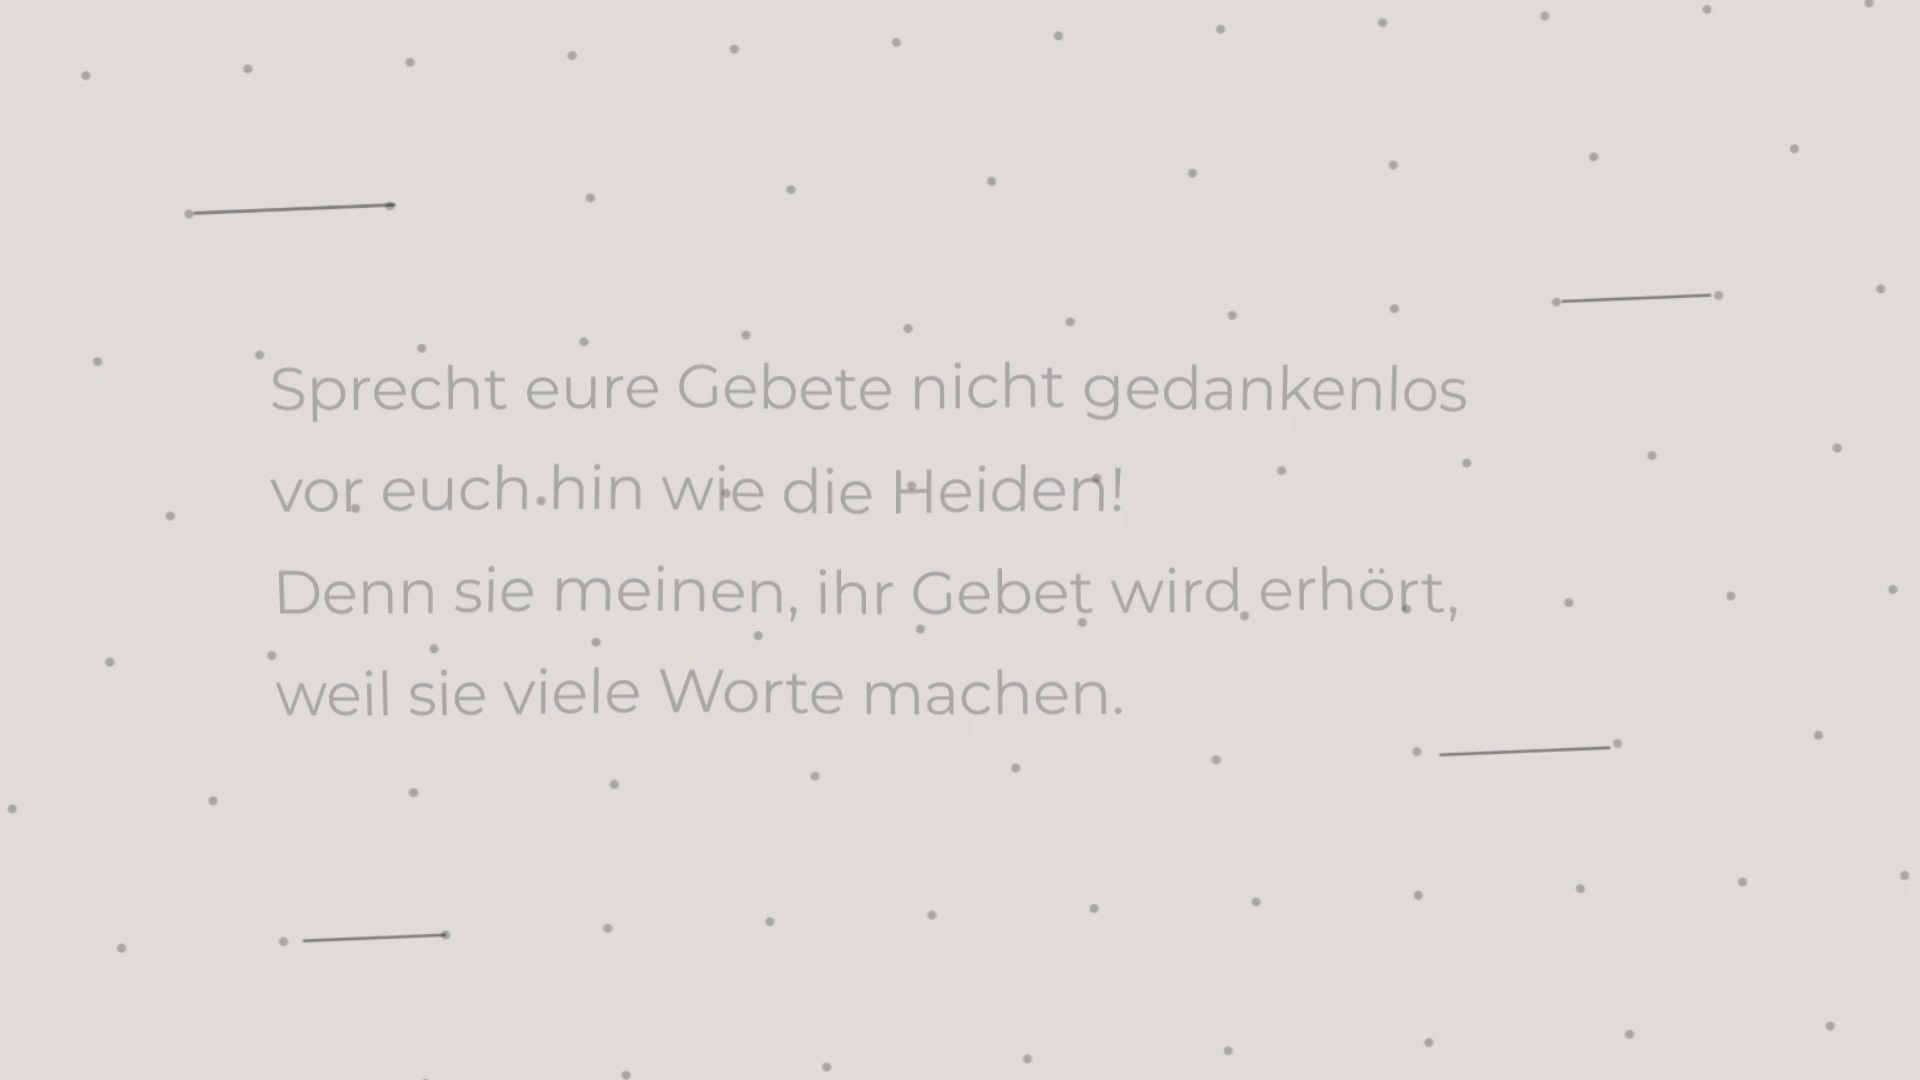 Sprecht eure Gebete nicht gedankenlos
vor euch hin wie die Heiden!
Denn sie meinen, ihr Gebet wird erhört,
weil sie viele Worte machen.